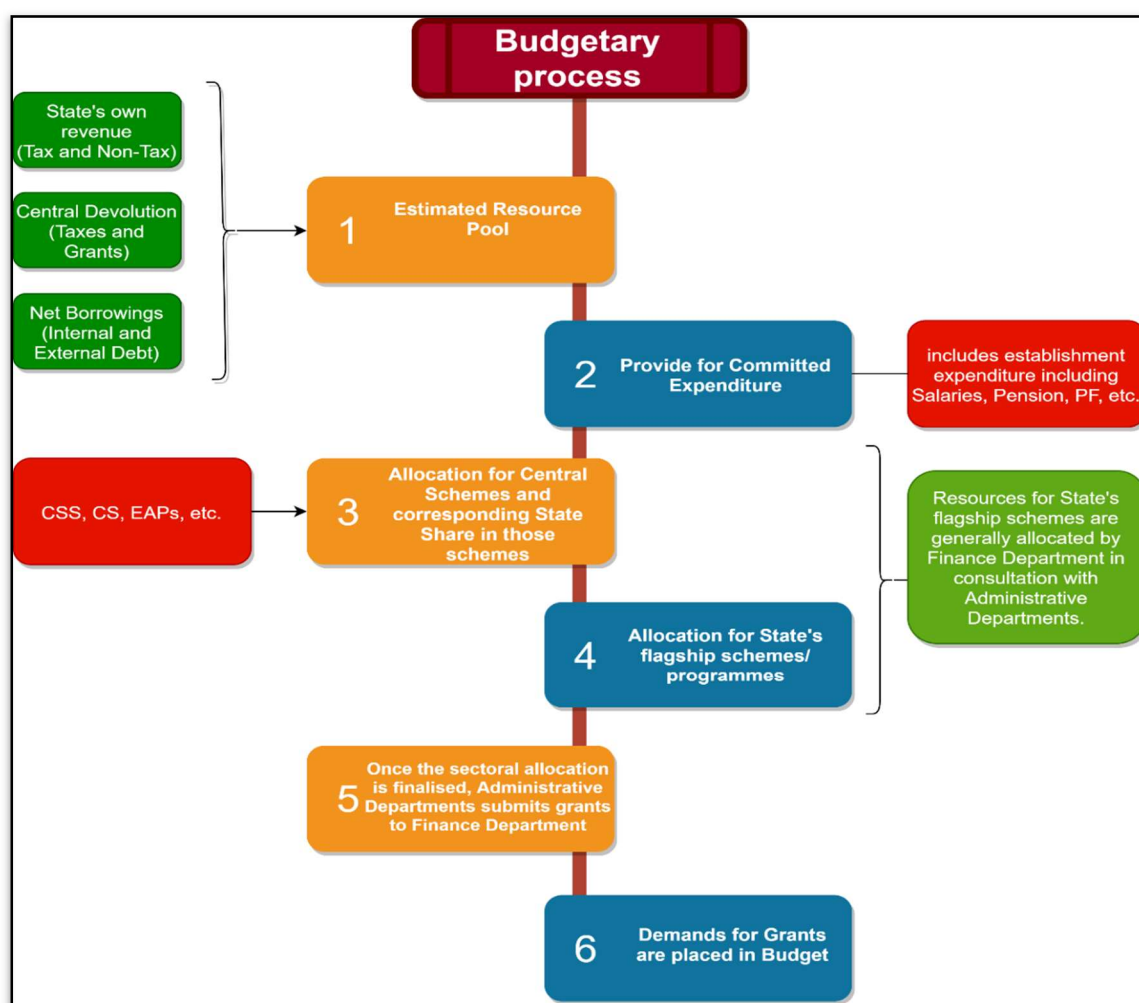 Budgetary
process
State's own
revenue
(Tax and Non-Tax)
Central Devolution
(Taxes and
Grants)
Net Borrowings
(Internal and
External Debt)
1
Estimated Resource
Pool
2
Provide for Committed
Expenditure
includes establishment
expenditure including
Salaries, Pension, PF, etc.
CSS, CS, EAPs, etc.
3
Allocation for Central
Schemes and
corresponding State
Share in those
schemes
Resources for State's
flagship schemes are
generally allocated by
Finance Department in
consultation with
Administrative
Departments.
4
Allocation for State's
flagship schemes/
programmes
5
Once the sectoral allocation
is finalised, Administrative
Departments submits grants
to Finance Department
6
Demands for Grants
are placed in Budget